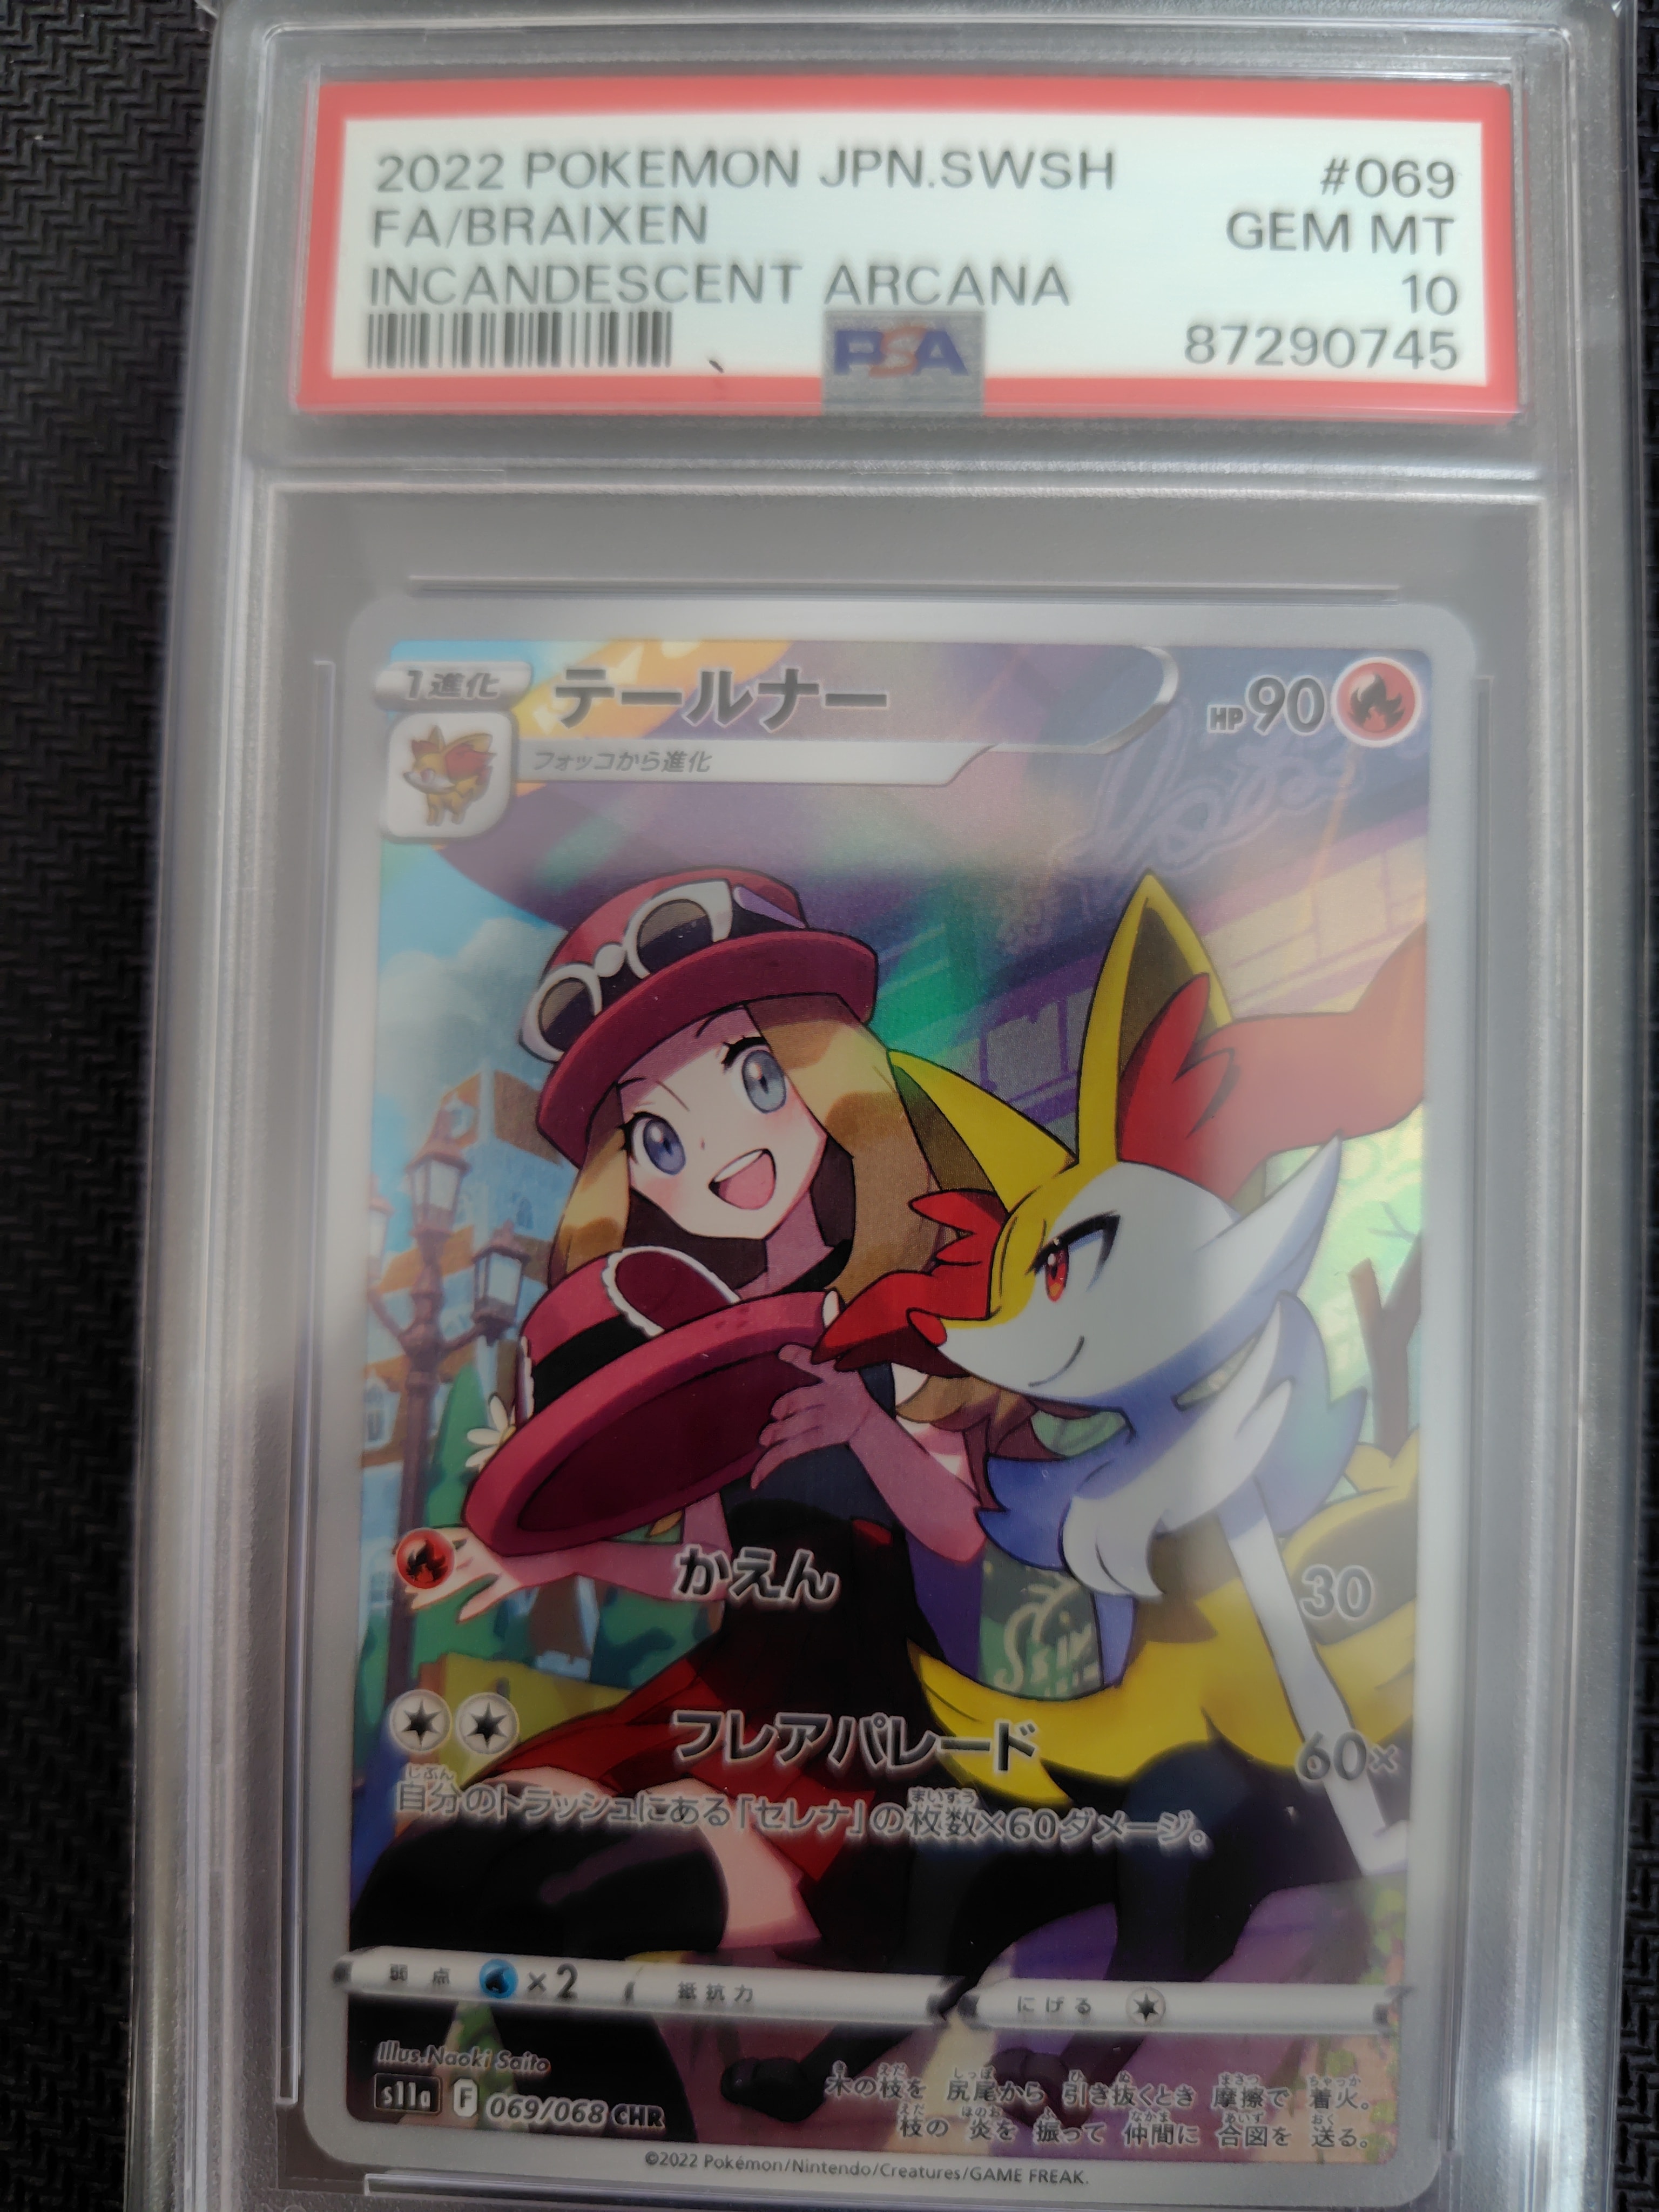 2022 POKEMON JPN.SWSH #069
FA/BRAIXEN GEM MT
INCANDESCENT ARCANA 10
PSA 87290745
1進化 テールナー HP90
フォッコから進化
かえん 30
フレアパレード 60×
自分のトラッシュにある「セレナ」の枚数×60ダメージ。
弱点 ×2 抵抗力 にげる
Illus.Naoki Saito
木の枝を 尻尾から 引き抜くとき 摩擦で 着火。
s11a F 069/068 CHR
枝の 炎を 振って 仲間に 合図を 送る。
©2022 Pokémon/Nintendo/Creatures/GAME FREAK.